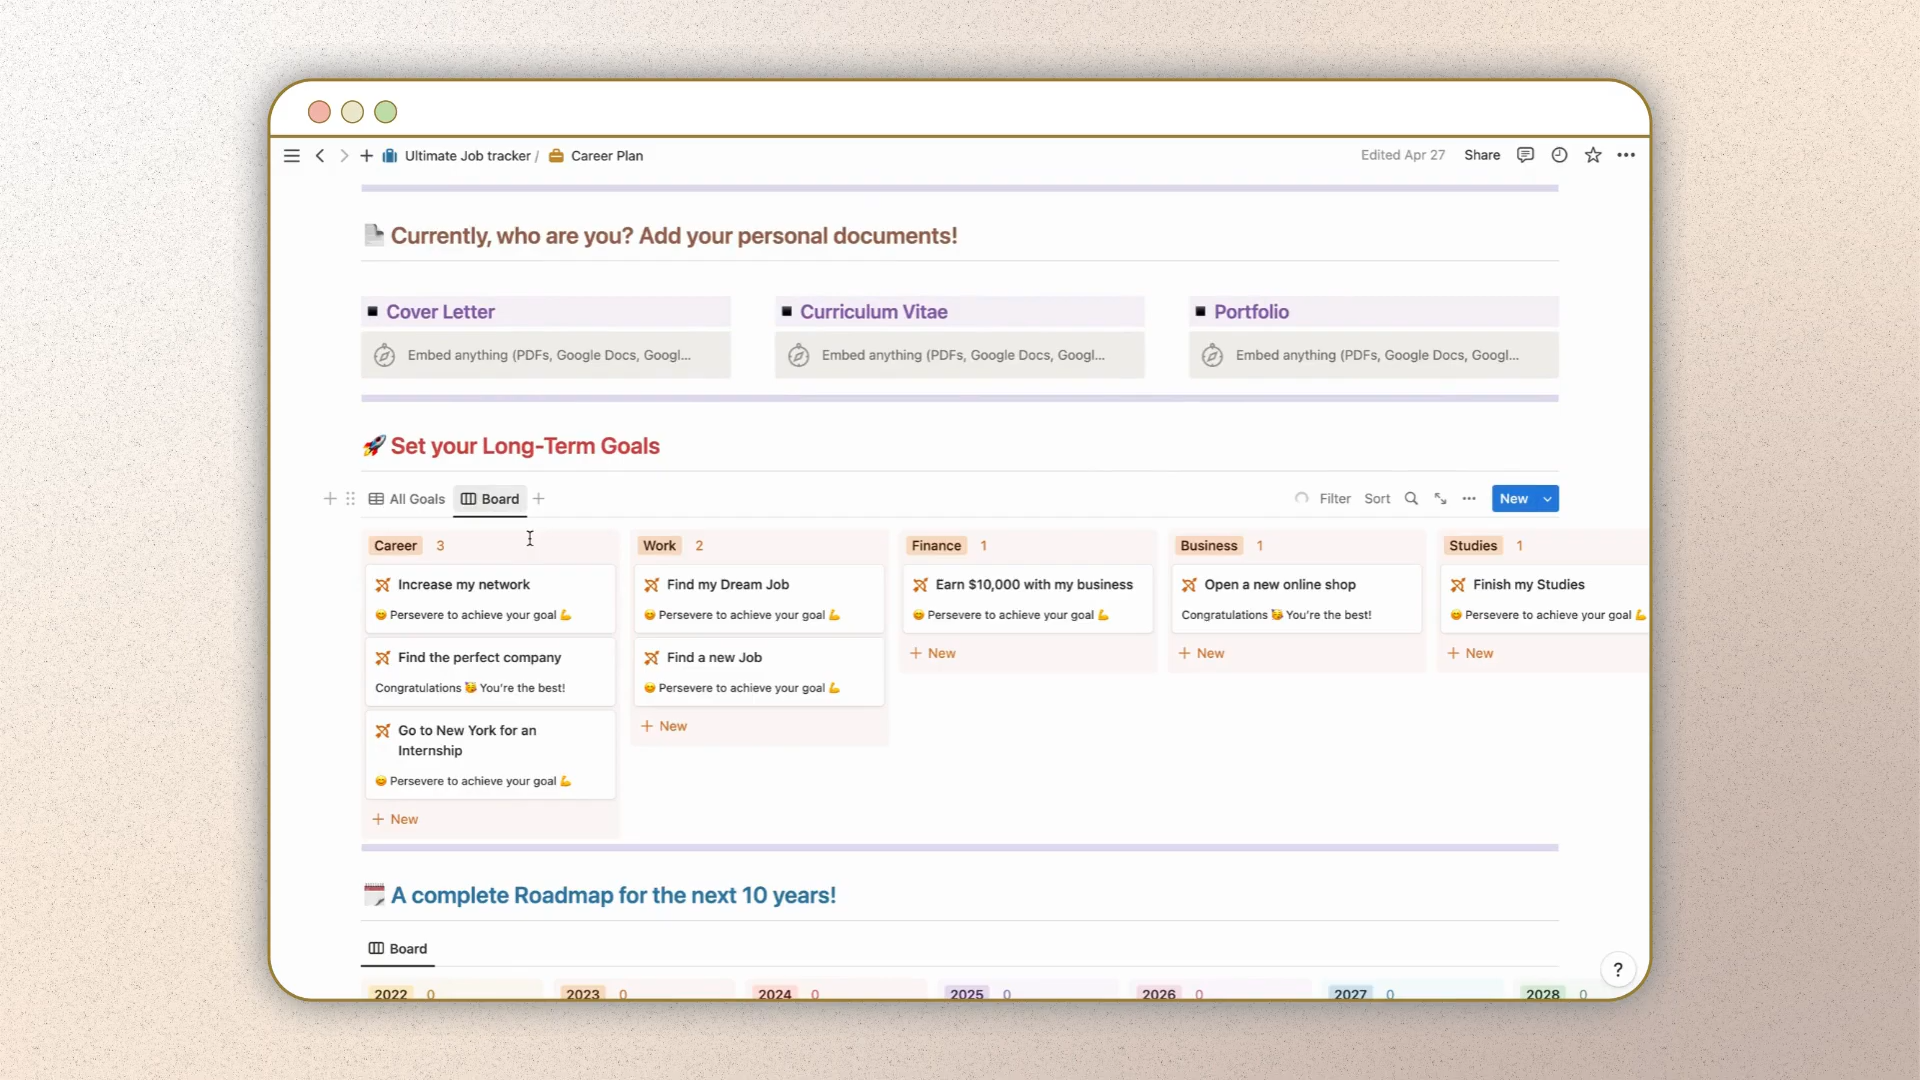 Ultimate Job tracker / Career Plan
Edited Apr 27 Share
Currently, who are you? Add your personal documents!
Cover Letter
Embed anything (PDFs, Google Docs, Googl...
Curriculum Vitae
Embed anything (PDFs, Google Docs, Googl...
Portfolio
Embed anything (PDFs, Google Docs, Googl...
Set your Long-Term Goals
All Goals Board
Filter Sort New
Career 3
Increase my network
😊 Persevere to achieve your goal 💪
Find the perfect company
Congratulations 🥳 You're the best!
Go to New York for an
Internship
😊 Persevere to achieve your goal 💪
+ New
Work 2
Find my Dream Job
😊 Persevere to achieve your goal 💪
Find a new Job
😊 Persevere to achieve your goal 💪
+ New
Finance 1
Earn $10,000 with my business
😊 Persevere to achieve your goal 💪
+ New
Business 1
Open a new online shop
Congratulations 🥳 You're the best!
+ New
Studies 1
Finish my Studies
😊 Persevere to achieve your goal 💪
+ New
A complete Roadmap for the next 10 years!
Board
2022 0 2023 0 2024 0 2025 0 2026 0 2027 0 2028 0
?